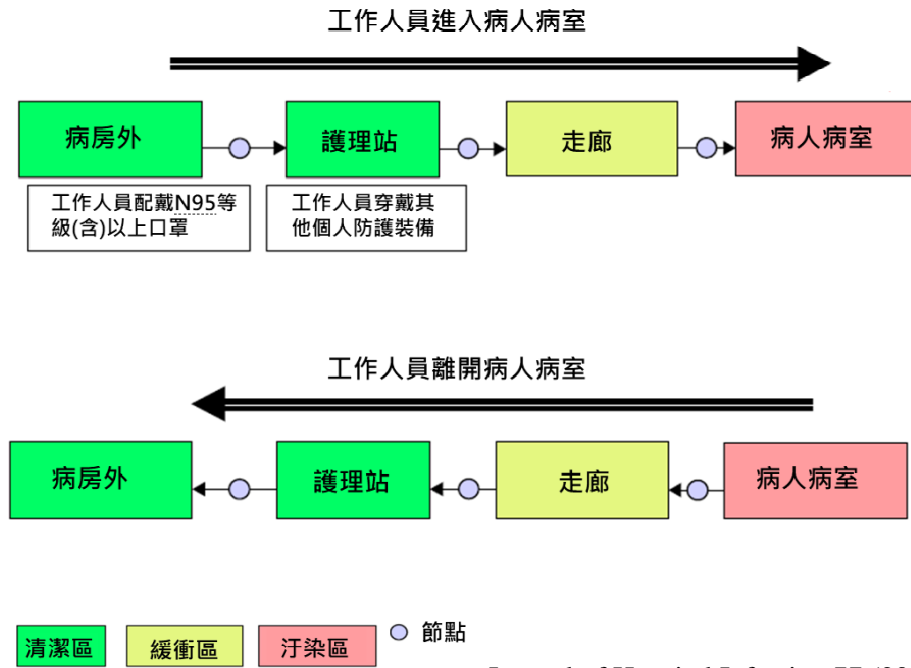 工作人員進入病人病室
病房外
護理站
走廊
病人病室
工作人員配戴N95等
級(含)以上口罩
工作人員穿戴其
他個人防護裝備
工作人員離開病人病室
病房外
護理站
走廊
病人病室
清潔區
緩衝區
汙染區
節點